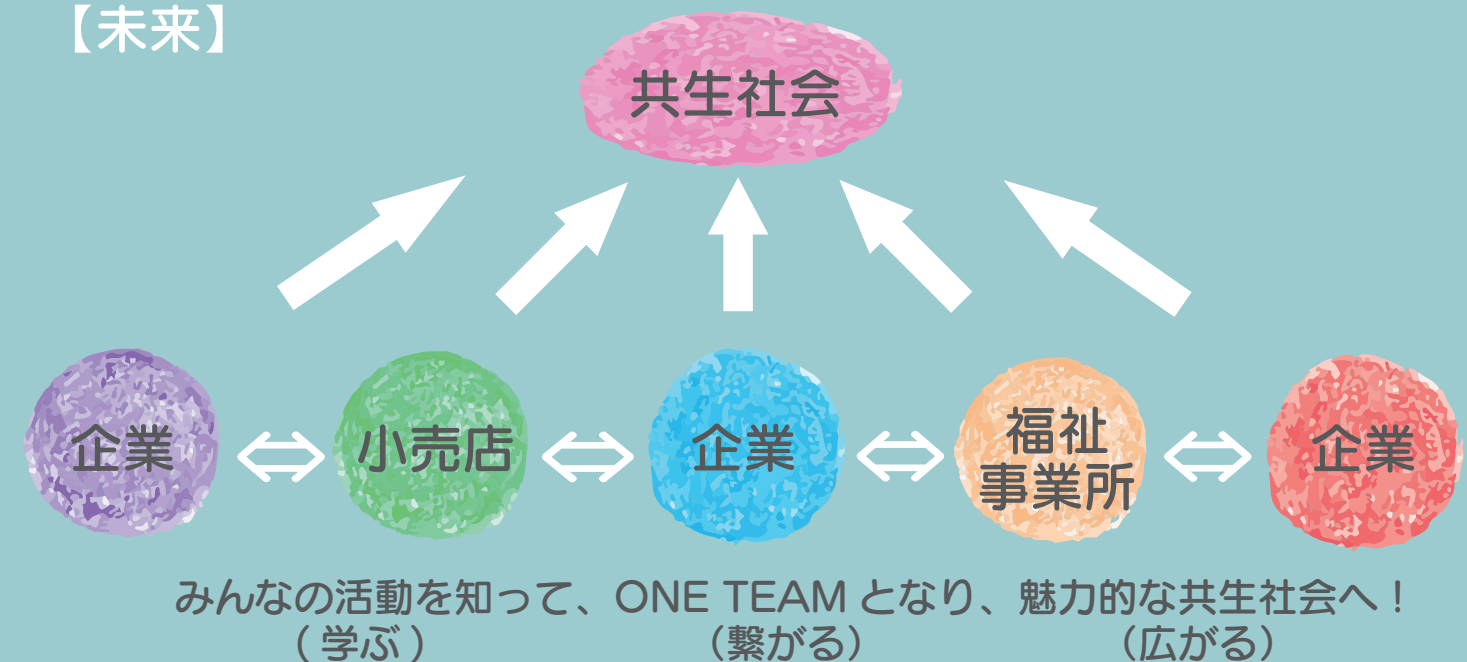 【未来】
共生社会
企業
小売店
企業
福祉
事業所
企業
みんなの活動を知って、ONE TEAM となり、魅力的な共生社会へ！
(学ぶ) (繋がる) (広がる)